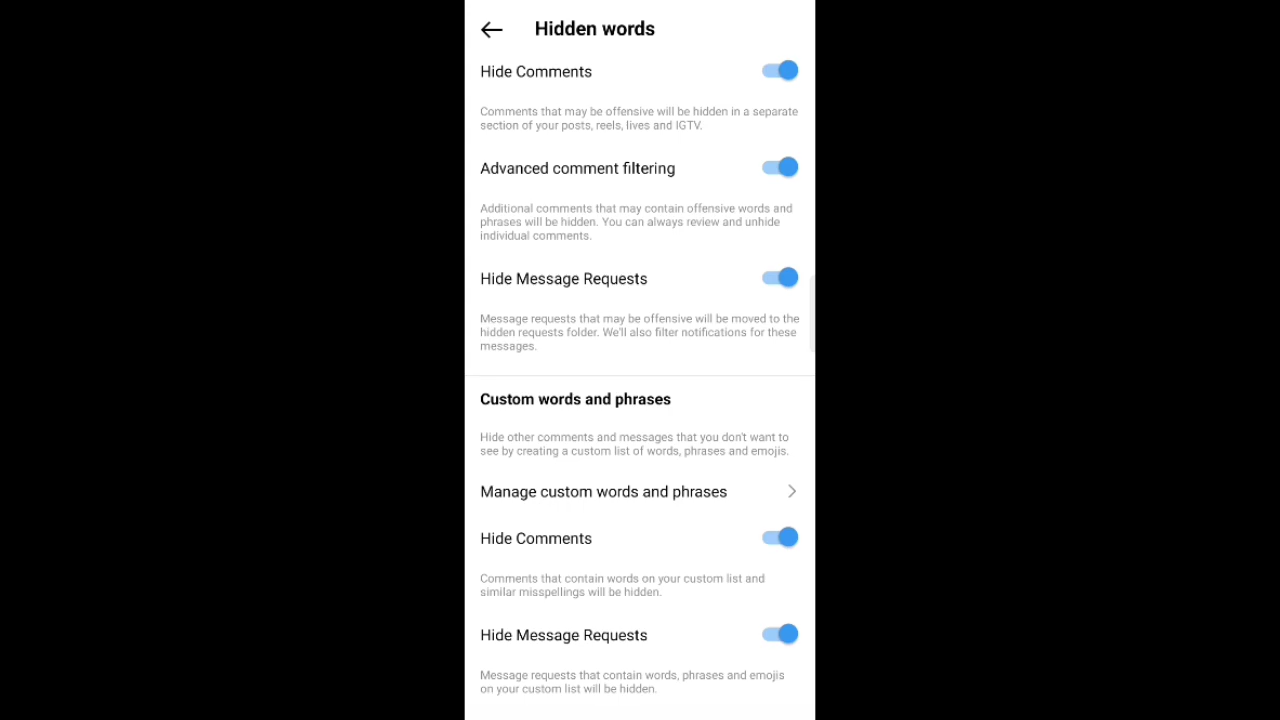 Hidden words
Hide Comments
Comments that may be offensive will be hidden in a separate
section of your posts, reels, lives and IGTV.
Advanced comment filtering
Additional comments that may contain offensive words and
phrases will be hidden. You can always review and unhide
individual comments.
Hide Message Requests
Message requests that may be offensive will be moved to the
hidden requests folder. We'll also filter notifications for these
messages.
Custom words and phrases
Hide other comments and messages that you don't want to
see by creating a custom list of words, phrases and emojis.
Manage custom words and phrases
Hide Comments
Comments that contain words on your custom list and
similar misspellings will be hidden.
Hide Message Requests
Message requests that contain words, phrases and emojis
on your custom list will be hidden.